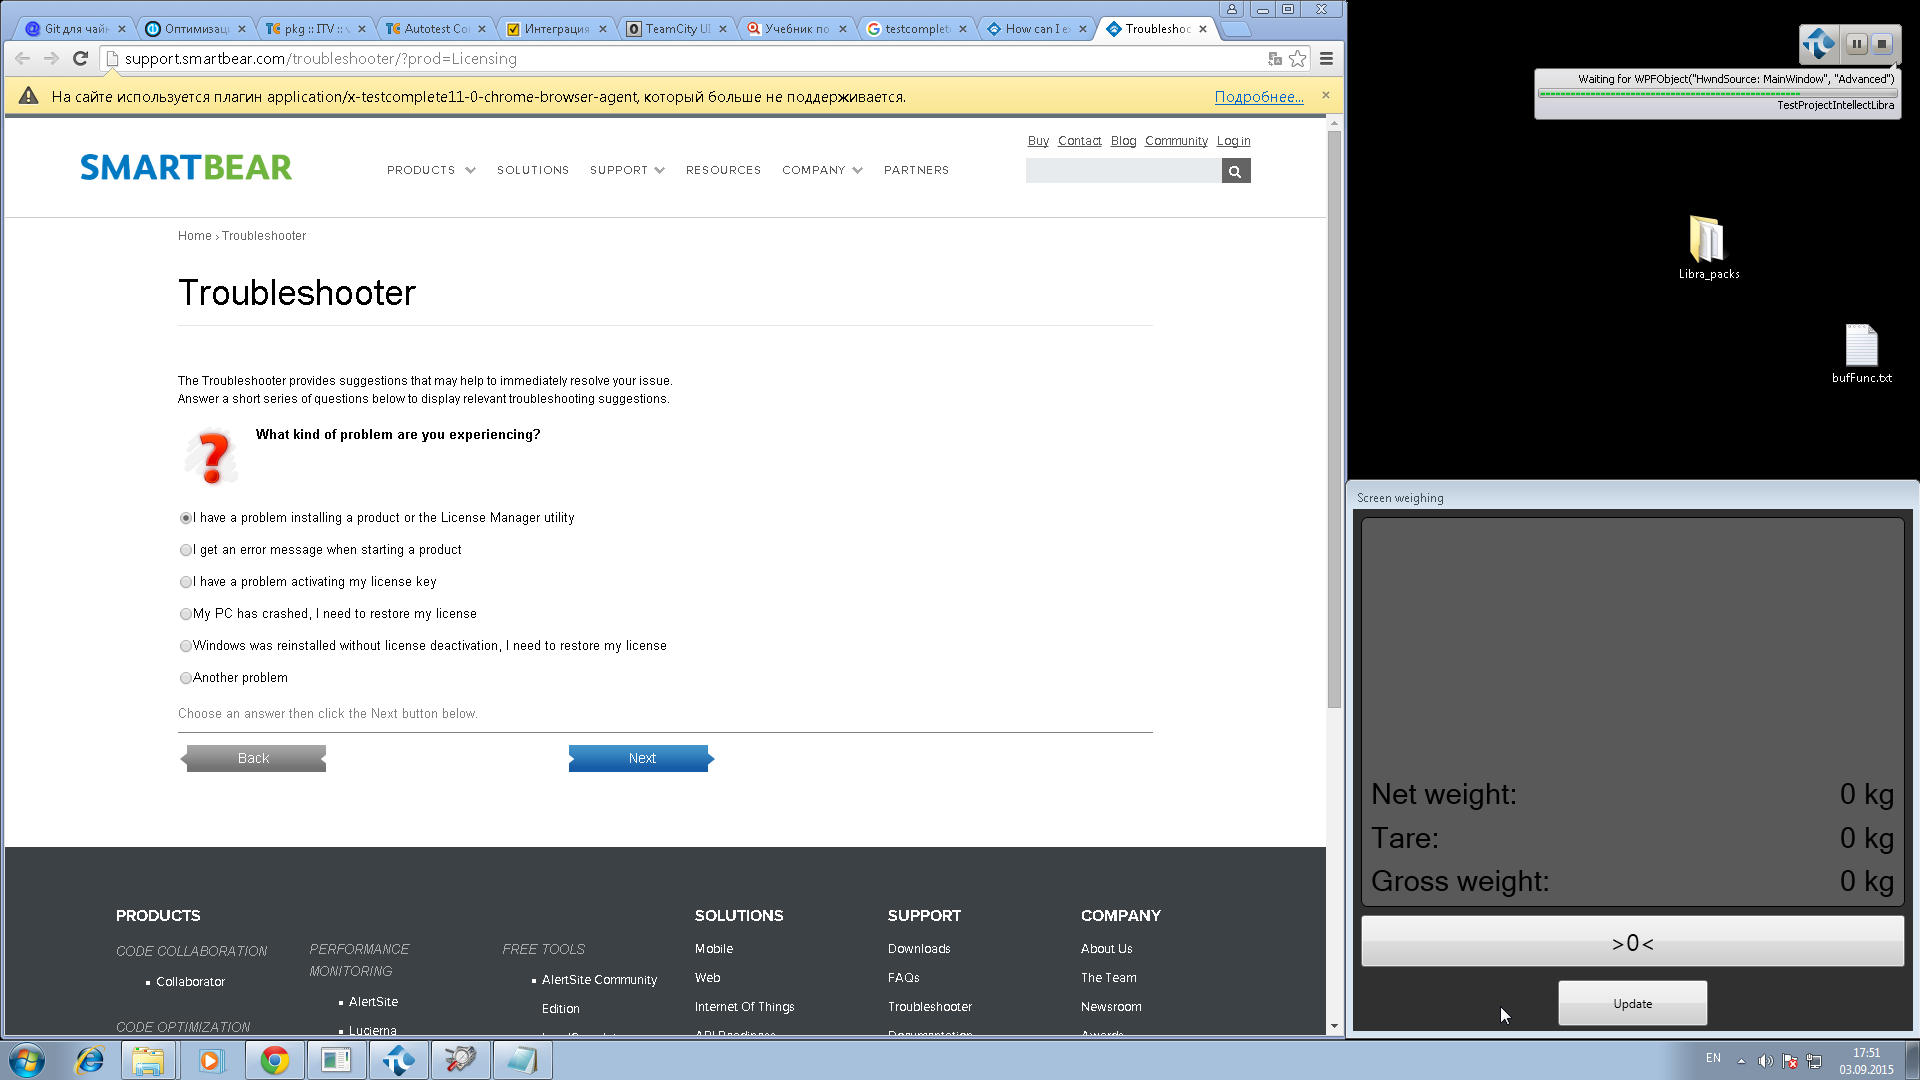 Git для чайн
Оптимизаци
pkg :: ITV ::
Autotest Co
Интеграция
TeamCity UI
Учебник по
testcomplet
How can I e
Troubleshoc
support.smartbear.com/troubleshooter/?prod=Licensing
На сайте используется плагин application/x-testcomplete11-0-chrome-browser-agent, который больше не поддерживается.
Подробнее...
SMARTBEAR
PRODUCTS
SOLUTIONS
SUPPORT
RESOURCES
COMPANY
PARTNERS
Buy Contact Blog Community Log in
Home › Troubleshooter
Troubleshooter
The Troubleshooter provides suggestions that may help to immediately resolve your issue.
Answer a short series of questions below to display relevant troubleshooting suggestions.
What kind of problem are you experiencing?
I have a problem installing a product or the License Manager utility
I get an error message when starting a product
I have a problem activating my license key
My PC has crashed, I need to restore my license
Windows was reinstalled without license deactivation, I need to restore my license
Another problem
Choose an answer then click the Next button below.
Back
Next
PRODUCTS
CODE COLLABORATION
Collaborator
CODE OPTIMIZATION
PERFORMANCE
MONITORING
AlertSite
Lucierna
FREE TOOLS
AlertSite Community
Edition
SOLUTIONS
Mobile
Web
Internet Of Things
API Readiness
SUPPORT
Downloads
FAQs
Troubleshooter
Documentation
COMPANY
About Us
The Team
Newsroom
Awards
Waiting for WPFObject("HwndSource: MainWindow", "Advanced")
TestProjectIntellectLibra
Libra_packs
bufFunc.txt
Screen weighing
Net weight: 0 kg
Tare: 0 kg
Gross weight: 0 kg
>0<
Update
EN
17:51
03.09.2015